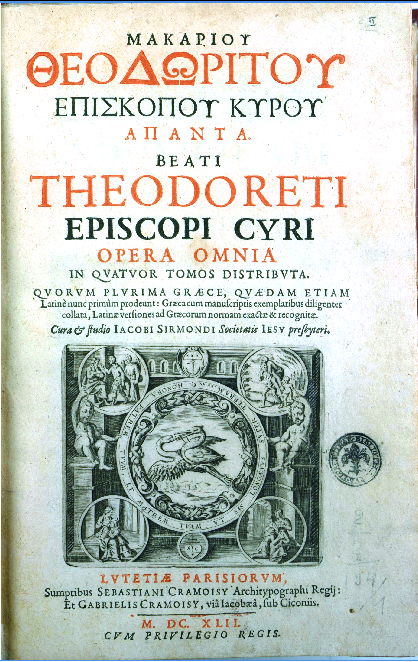 ΜΑΚΑΡΙΟΥ
ΘΕΟΔΩΡΙΤΟΥ
ΕΠΙΣΚΟΠΟΥ ΚΥΡΟΥ
ΑΠΑΝΤΑ.
BEATI
THEODORETI
EPISCOPI CYRI
OPERA OMNIA
IN QVATVOR TOMOS DISTRIBVTA.
QVORVM PLVRIMA GRÆCE, QVÆDAM ETIAM
Latinè nunc primùm prodeunt: Græca cum manuscriptis exemplaribus diligenter
collata, Latinæ versiones ad Græcorum normam exactæ & recognitæ.
Cura & studio IACOBI SIRMONDI Societatis IESV presbyteri.
HONORA PATREM TVVM
LVTETIÆ PARISIORVM,
Sumptibus SEBASTIANI CRAMOISY Architypographi Regij:
Et GABRIELIS CRAMOISY, viâ Iacobæâ, sub Ciconiis.
M. DC. XLII.
CVM PRIVILEGIO REGIS.